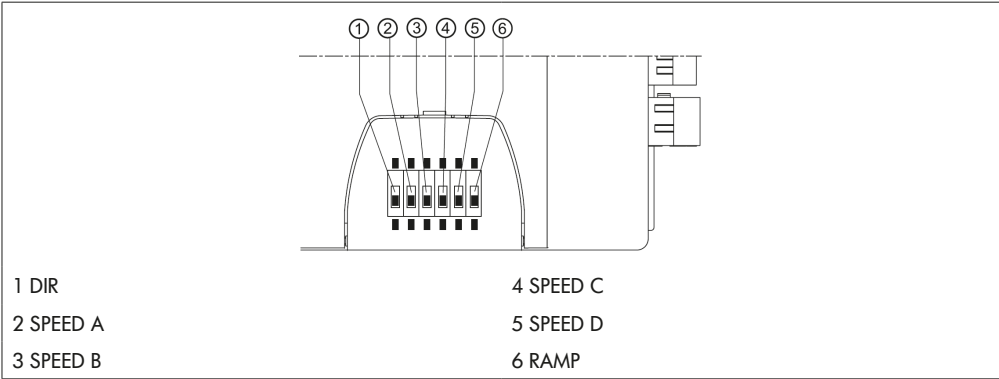 ① ② ③ ④ ⑤ ⑥
1 DIR
2 SPEED A
3 SPEED B
4 SPEED C
5 SPEED D
6 RAMP